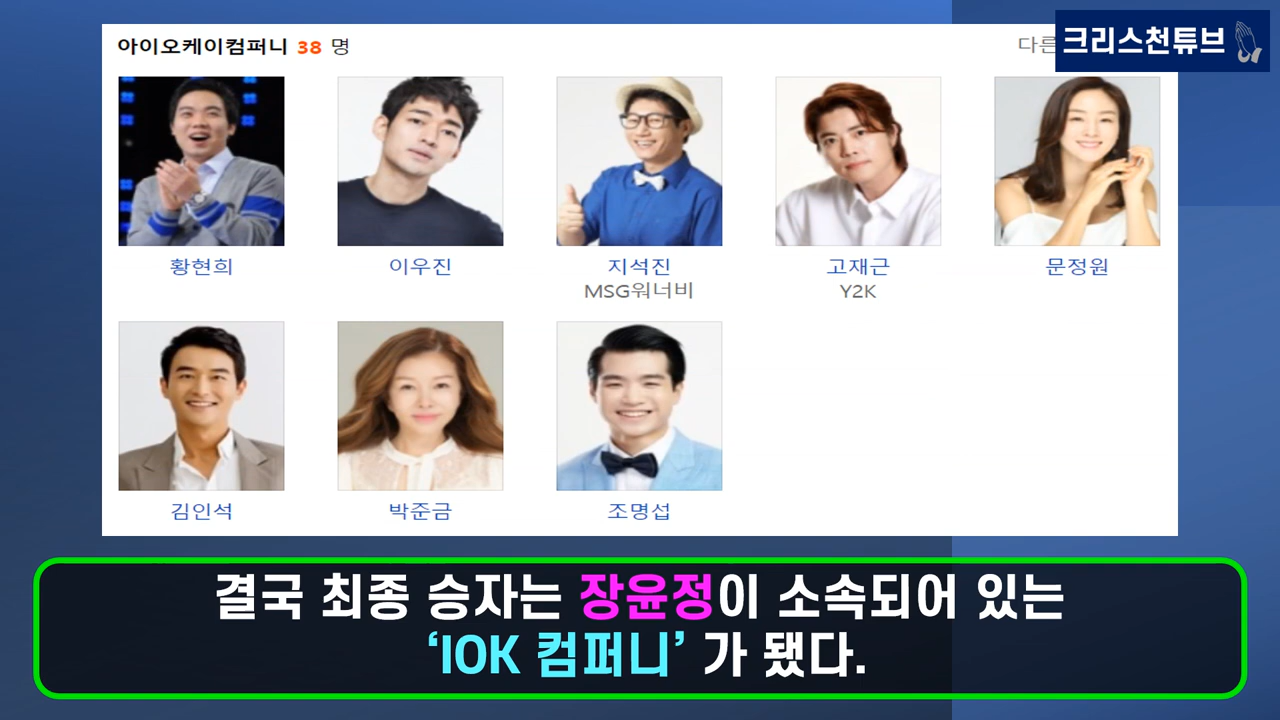 아이오케이컴퍼니 38 명
다른
크리스천튜브
황현희 이우진 지석진 고재근 문정원
MSG워너비 Y2K
김인석 박준금 조명섭
결국 최종 승자는 장윤정이 소속되어 있는
‘IOK 컴퍼니’ 가 됐다.